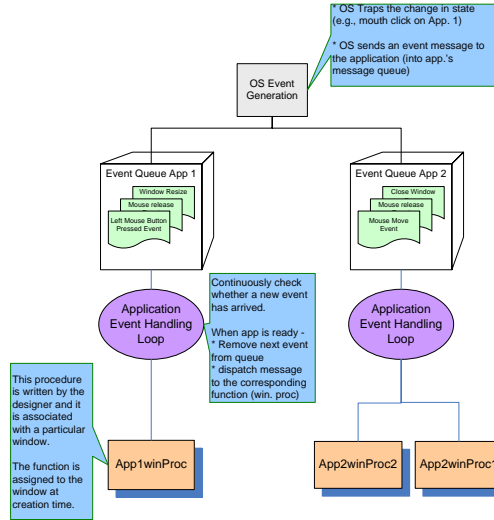 * OS Traps the change in state
(e.g., mouth click on App. 1)
* OS sends an event message to
the application (into app.'s
message queue)
OS Event
Generation
Event Queue App 1
Window Resize
Mouse release
Left Mouse Button
Pressed Event
Event Queue App 2
Close Window
Mouse release
Mouse Move
Event
Continuously check
whether a new event
has arrived.
When app is ready -
* Remove next event
from queue
* dispatch message
to the corresponding
function (win. proc)
Application
Event Handling
Loop
Application
Event Handling
Loop
This procedure
is written by the
designer and it
is associated
with a particular
window.
The function is
assigned to the
window at
creation time.
App1winProc
App2winProc2
App2winProc1